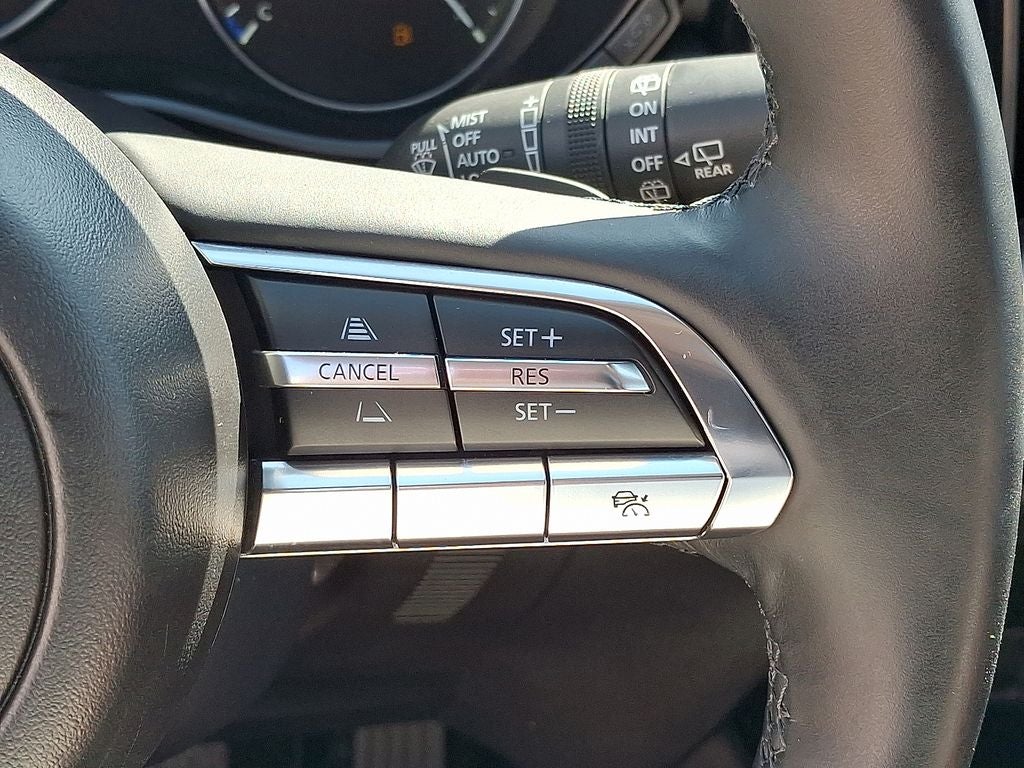 C
MIST
OFF
AUTO
PULL
ON
INT
OFF
REAR
SET+
CANCEL
RES
SET−